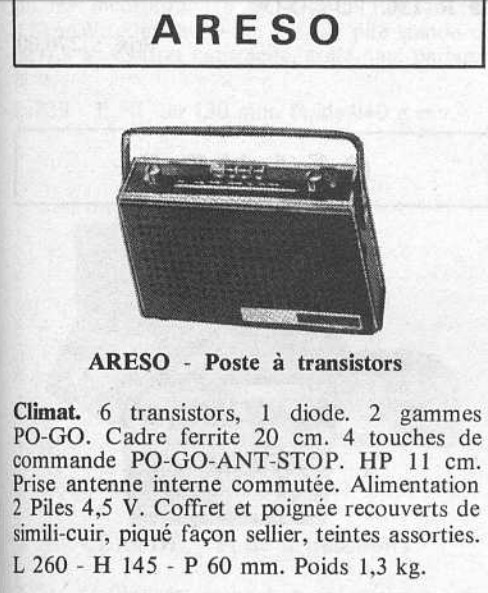 ARESO
ARESO - Poste à transistors
Climat. 6 transistors, 1 diode. 2 gammes
PO-GO. Cadre ferrite 20 cm. 4 touches de
commande PO-GO-ANT-STOP. HP 11 cm.
Prise antenne interne commutée. Alimentation
2 Piles 4,5 V. Coffret et poignée recouverts de
simili-cuir, piqué façon sellier, teintes assorties.
L 260 - H 145 - P 60 mm. Poids 1,3 kg.